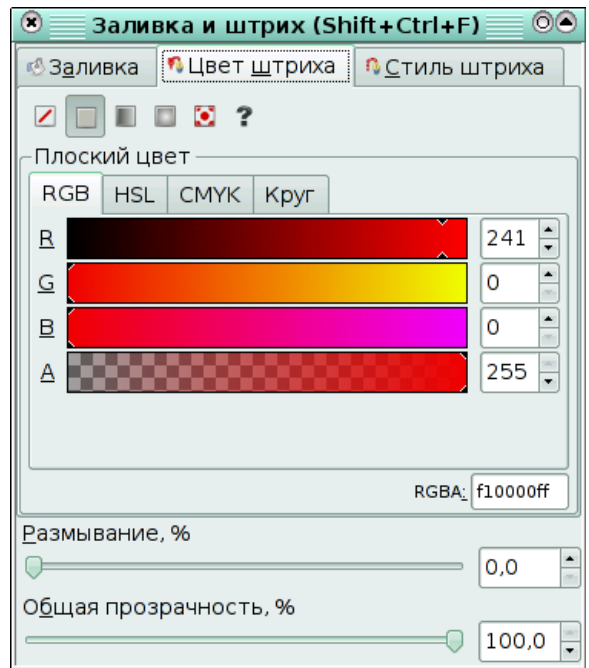 Заливка и штрих (Shift+Ctrl+F)
Заливка Цвет штриха Стиль штриха
?
Плоский цвет
RGB HSL CMYK Круг
R 241
G 0
B 0
A 255
RGBA: f10000ff
Размывание, %
0,0
Общая прозрачность, %
100,0